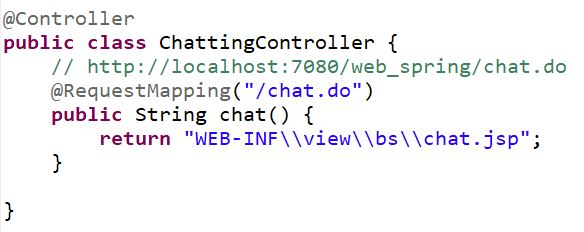 @Controller
public class ChattingController {
// http://localhost:7080/web_spring/chat.do
@RequestMapping("/chat.do")
public String chat() {
return "WEB-INF\\view\\bs\\chat.jsp";
}
}